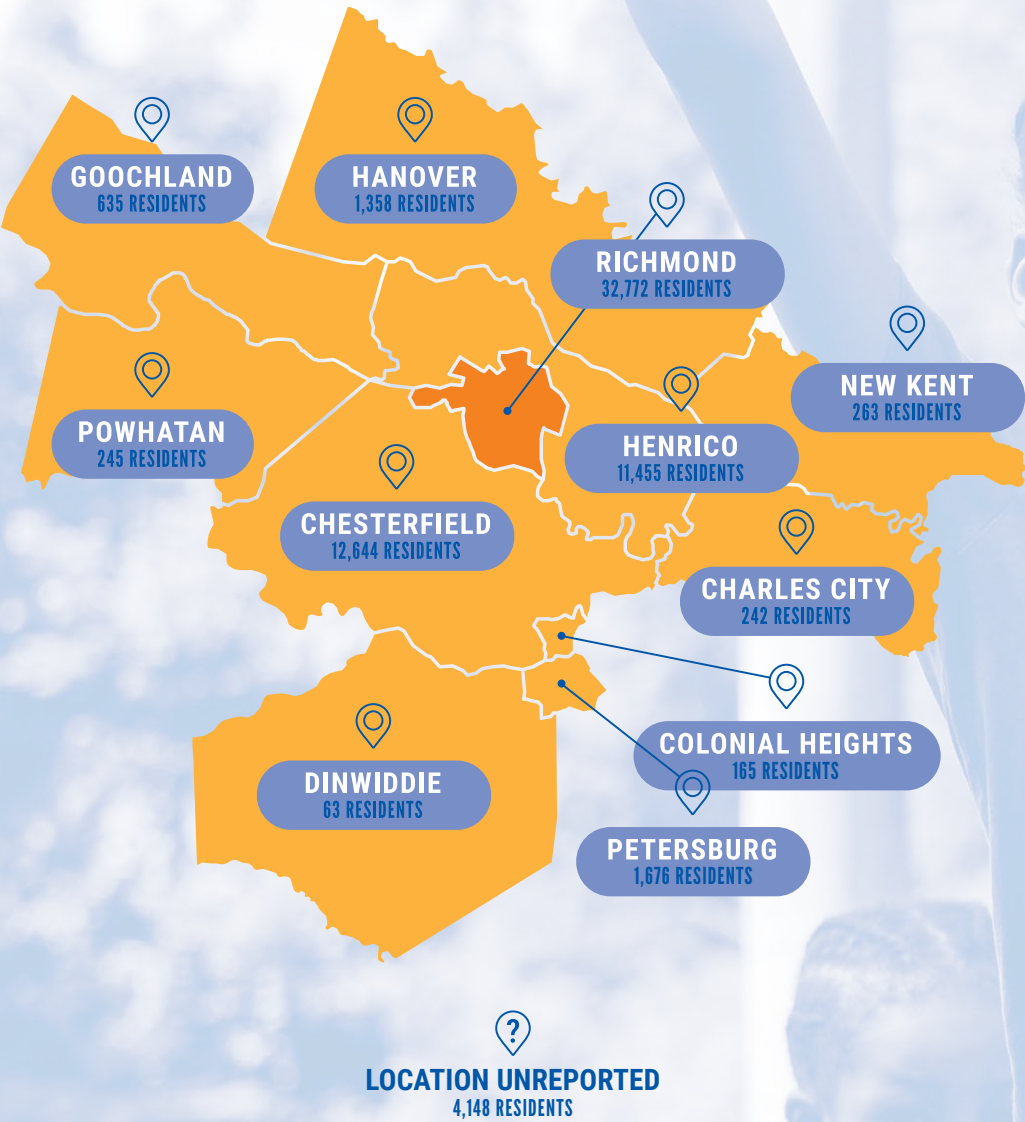 GOOCHLAND
635 RESIDENTS
HANOVER
1,358 RESIDENTS
RICHMOND
32,772 RESIDENTS
NEW KENT
263 RESIDENTS
POWHATAN
245 RESIDENTS
HENRICO
11,455 RESIDENTS
CHESTERFIELD
12,644 RESIDENTS
CHARLES CITY
242 RESIDENTS
COLONIAL HEIGHTS
165 RESIDENTS
DINWIDDIE
63 RESIDENTS
PETERSBURG
1,676 RESIDENTS
?
LOCATION UNREPORTED
4,148 RESIDENTS